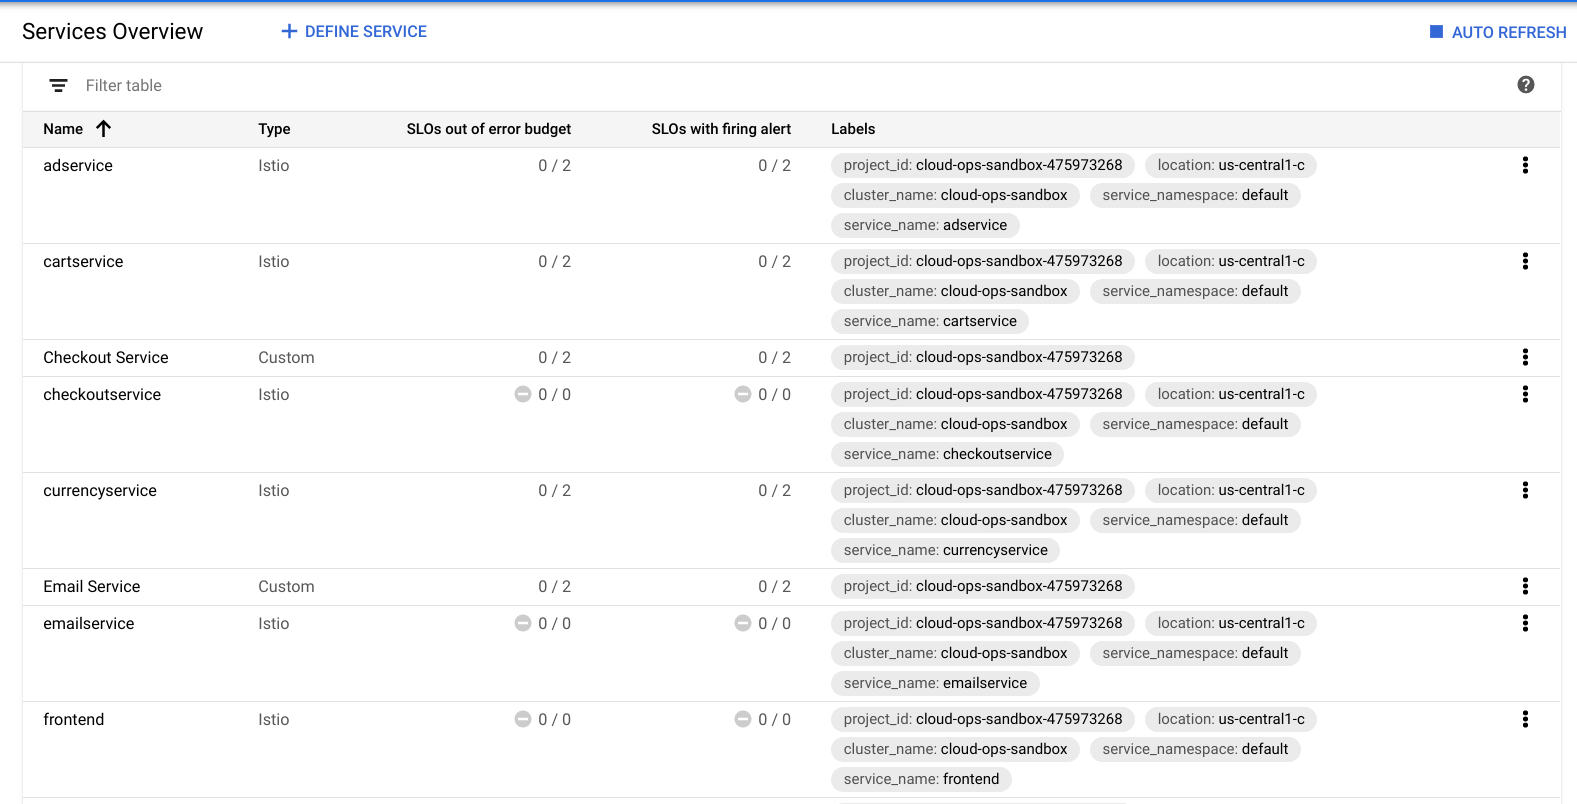 Services Overview + DEFINE SERVICE AUTO REFRESH
Filter table
Name Type SLOs out of error budget SLOs with firing alert Labels
adservice Istio 0 / 2 0 / 2 project_id: cloud-ops-sandbox-475973268 location: us-central1-c
cluster_name: cloud-ops-sandbox service_namespace: default
service_name: adservice
cartservice Istio 0 / 2 0 / 2 project_id: cloud-ops-sandbox-475973268 location: us-central1-c
cluster_name: cloud-ops-sandbox service_namespace: default
service_name: cartservice
Checkout Service Custom 0 / 2 0 / 2 project_id: cloud-ops-sandbox-475973268
checkoutservice Istio 0 / 0 0 / 0 project_id: cloud-ops-sandbox-475973268 location: us-central1-c
cluster_name: cloud-ops-sandbox service_namespace: default
service_name: checkoutservice
currencyservice Istio 0 / 2 0 / 2 project_id: cloud-ops-sandbox-475973268 location: us-central1-c
cluster_name: cloud-ops-sandbox service_namespace: default
service_name: currencyservice
Email Service Custom 0 / 2 0 / 2 project_id: cloud-ops-sandbox-475973268
emailservice Istio 0 / 0 0 / 0 project_id: cloud-ops-sandbox-475973268 location: us-central1-c
cluster_name: cloud-ops-sandbox service_namespace: default
service_name: emailservice
frontend Istio 0 / 0 0 / 0 project_id: cloud-ops-sandbox-475973268 location: us-central1-c
cluster_name: cloud-ops-sandbox service_namespace: default
service_name: frontend